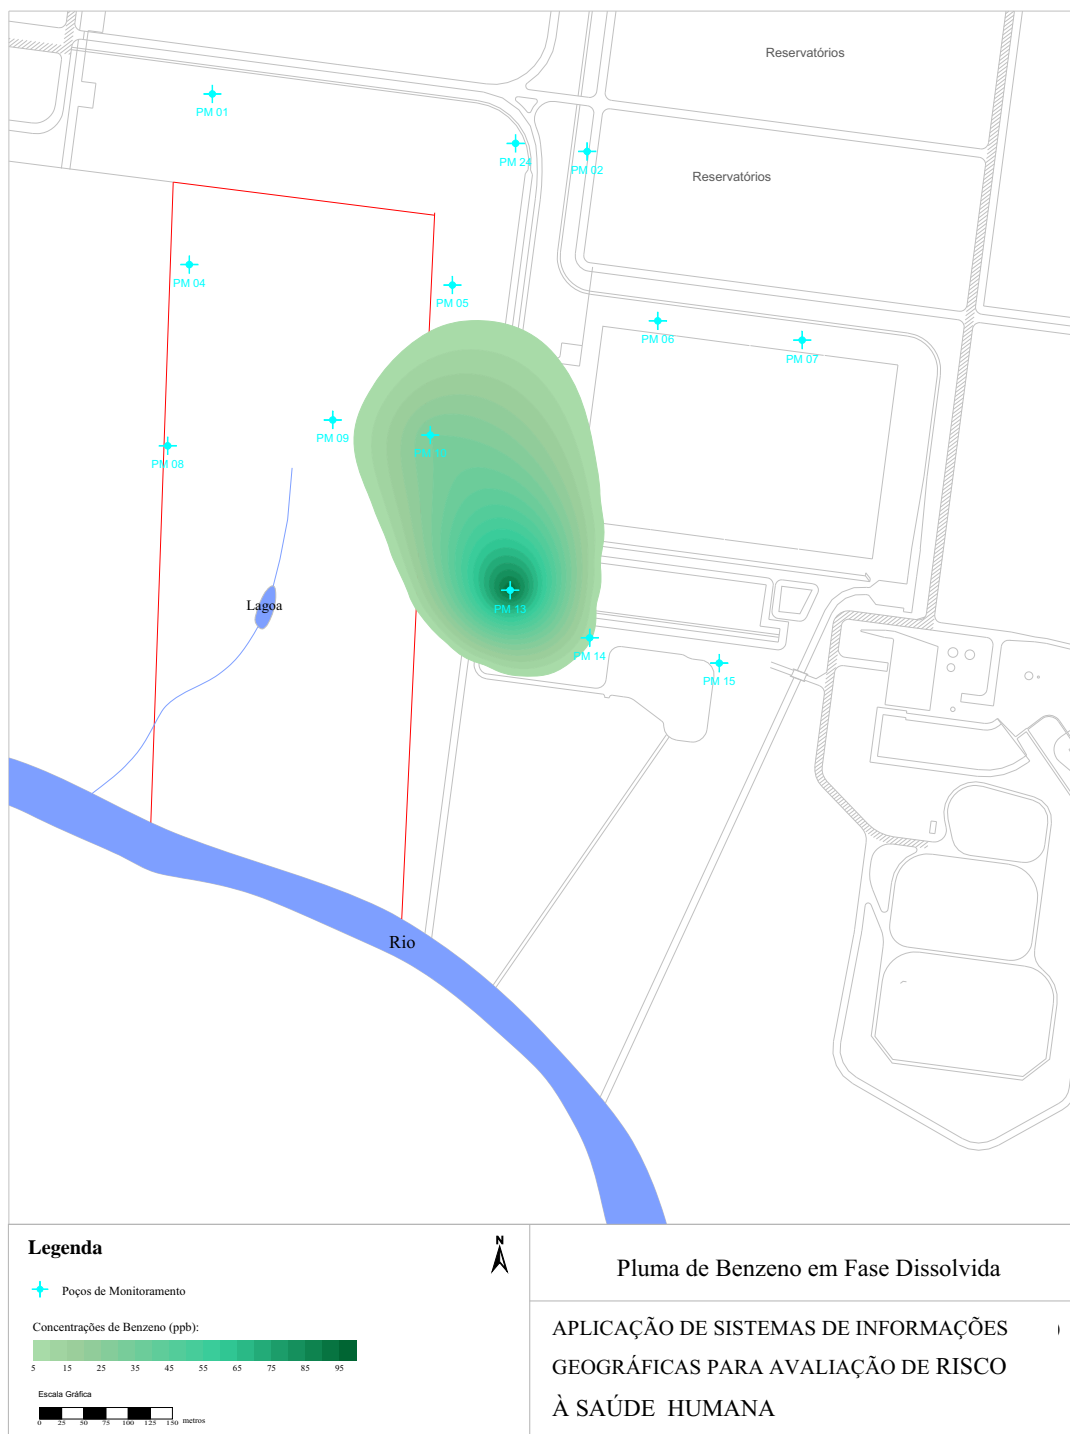 Reservatórios
PM 01
PM 24
PM 02
Reservatórios
PM 04
PM 05
PM 06
PM 07
PM 09
PM 08
Lagoa
PM 13
PM 14
PM 15
Rio
Legenda
N
Poços de Monitoramento
Concentrações de Benzeno (ppb):
5 15 25 35 45 55 65 75 85 95
Escala Gráfica
0 25 50 75 100 125 150 metros
Pluma de Benzeno em Fase Dissolvida
APLICAÇÃO DE SISTEMAS DE INFORMAÇÕES
GEOGRÁFICAS PARA AVALIAÇÃO DE RISCO
À SAÚDE HUMANA